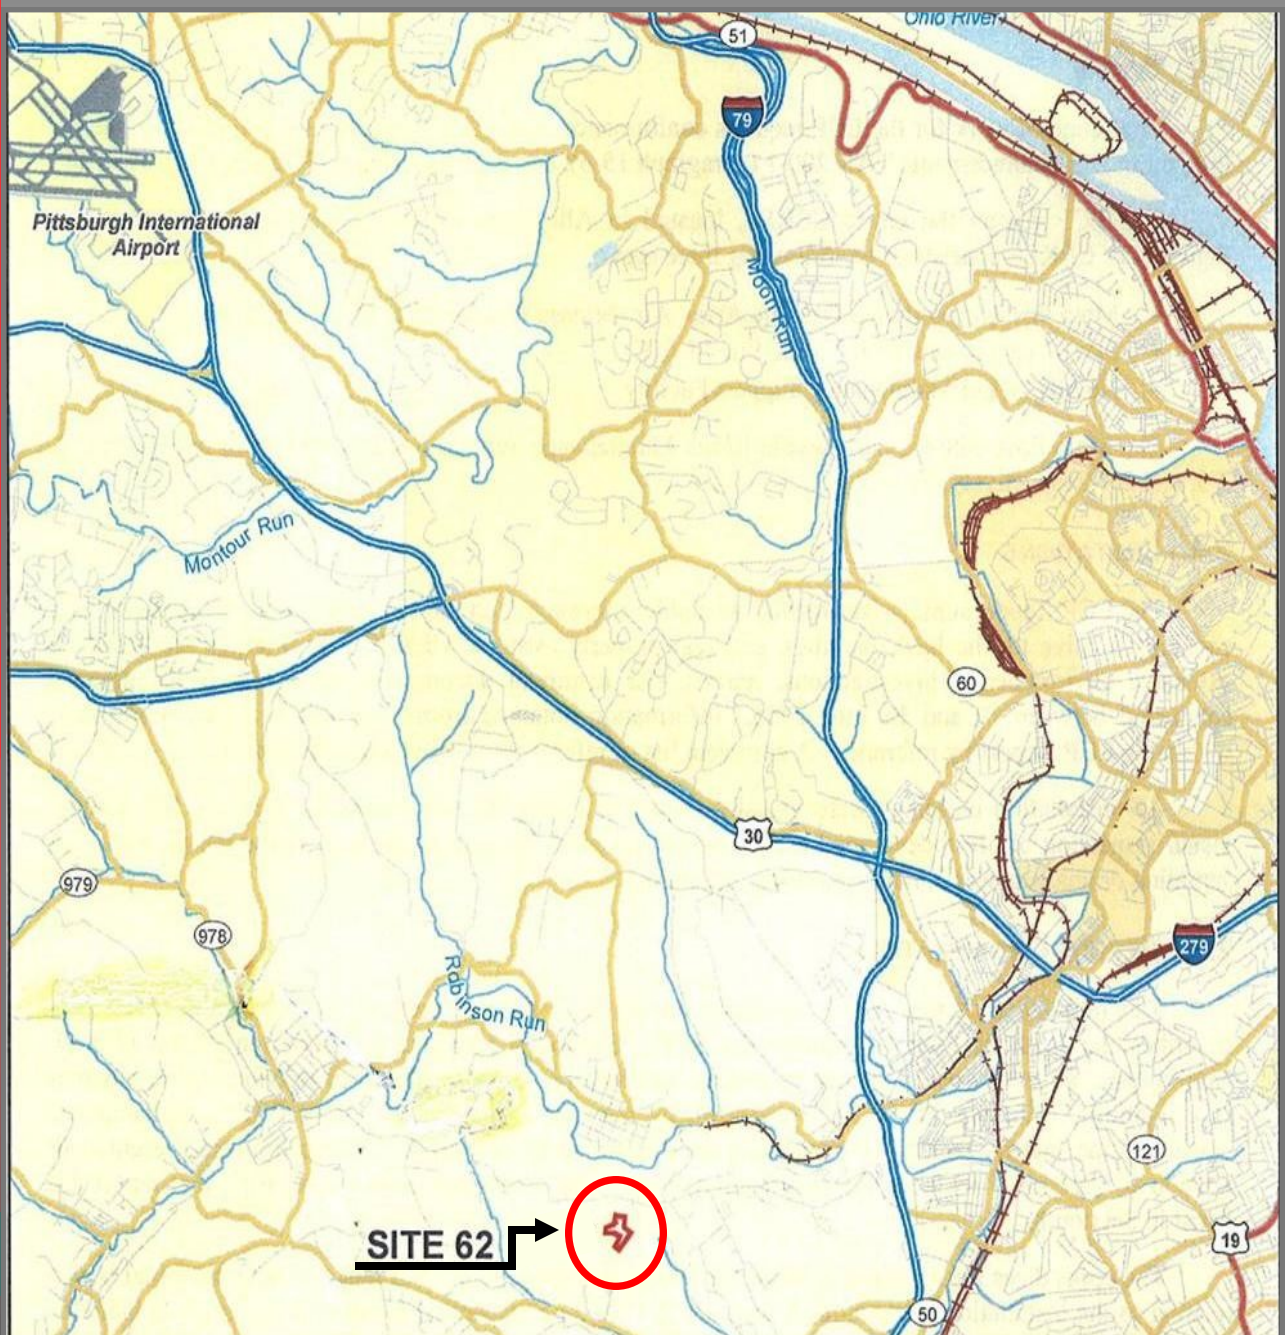 Ohio River
51
79
Pittsburgh International
Airport
Moon Run
Montour Run
60
30
979
978
279
Robinson Run
121
SITE 62
19
50